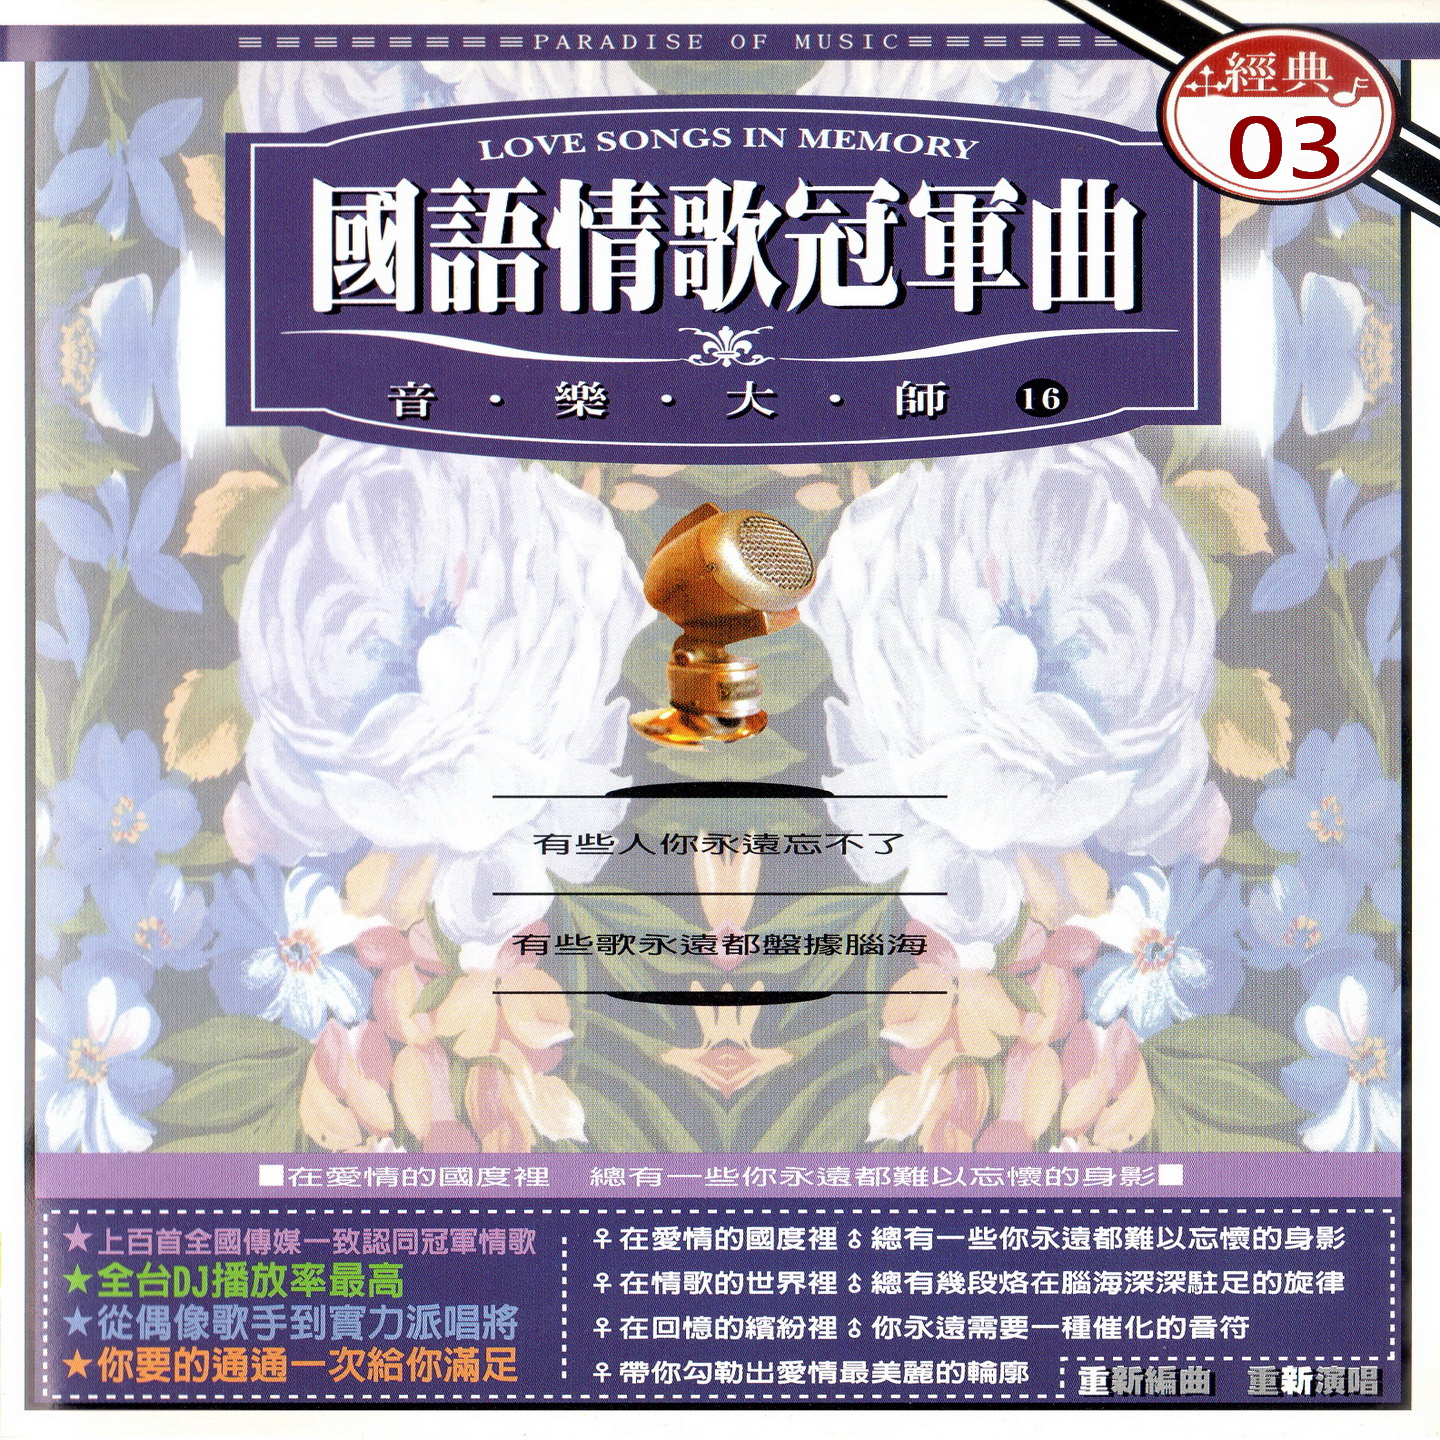 PARADISE OF MUSIC
經典
03
LOVE SONGS IN MEMORY
國語情歌冠軍曲
音・樂・大・師 16
有些人你永遠忘不了
有些歌永遠都盤據腦海
■在愛情的國度裡 總有一些你永遠都難以忘懷的身影■
★上百首全國傳媒一致認同冠軍情歌
★全台DJ播放率最高
★從偶像歌手到實力派唱將
★你要的通通一次給你滿足
♀在愛情的國度裡♁總有一些你永遠都難以忘懷的身影
♀在情歌的世界裡♁總有幾段烙在腦海深深駐足的旋律
♀在回憶的繽紛裡♁你永遠需要一種催化的音符
♀帶你勾勒出愛情最美麗的輪廓
重新編曲 重新演唱